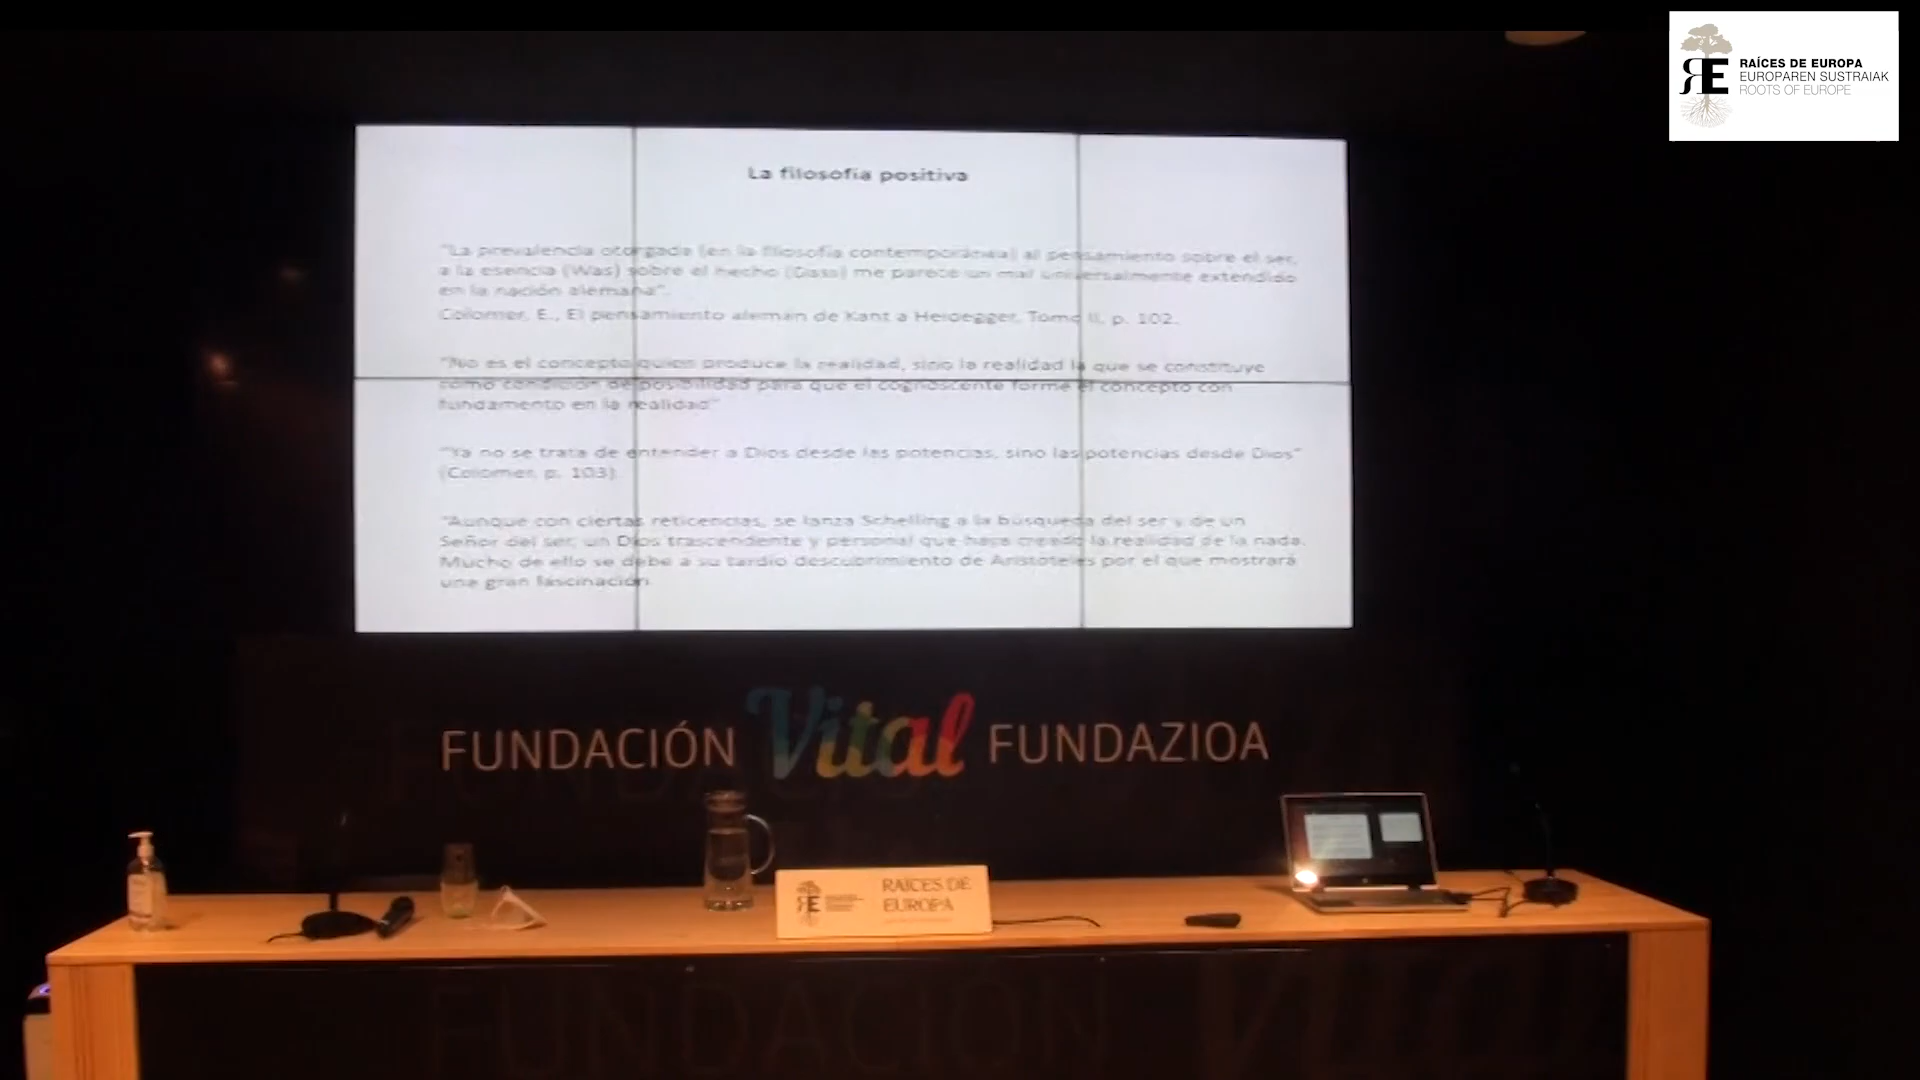 RAÍCES DE EUROPA
EUROPAREN SUSTRAIAK
ROOTS OF EUROPE
La filosofía positiva
"La prevalencia otorgada (en la filosofía contemporánea) al pensamiento sobre el ser,
a la esencia (Was) sobre el hecho (Dass) me parece un mal universalmente extendido
en la nación alemana".
Colomer, E., El pensamiento alemán de Kant a Heidegger, Tomo II, p. 102.
"No es el concepto quien produce la realidad, sino la realidad la que se constituye
como condición de posibilidad para que el cognoscente forme el concepto con
fundamento en la realidad"
"Ya no se trata de entender a Dios desde las potencias, sino las potencias desde Dios"
(Colomer, p. 103)
"Aunque con ciertas reticencias, se lanza Schelling a la búsqueda del ser y de un
Señor del ser, un Dios trascendente y personal que haya creado la realidad de la nada.
Mucho de ello se debe a su tardío descubrimiento de Aristóteles por el que mostrará
una gran fascinación
FUNDACIÓN Vital FUNDAZIOA
RAÍCES DE
EUROPA